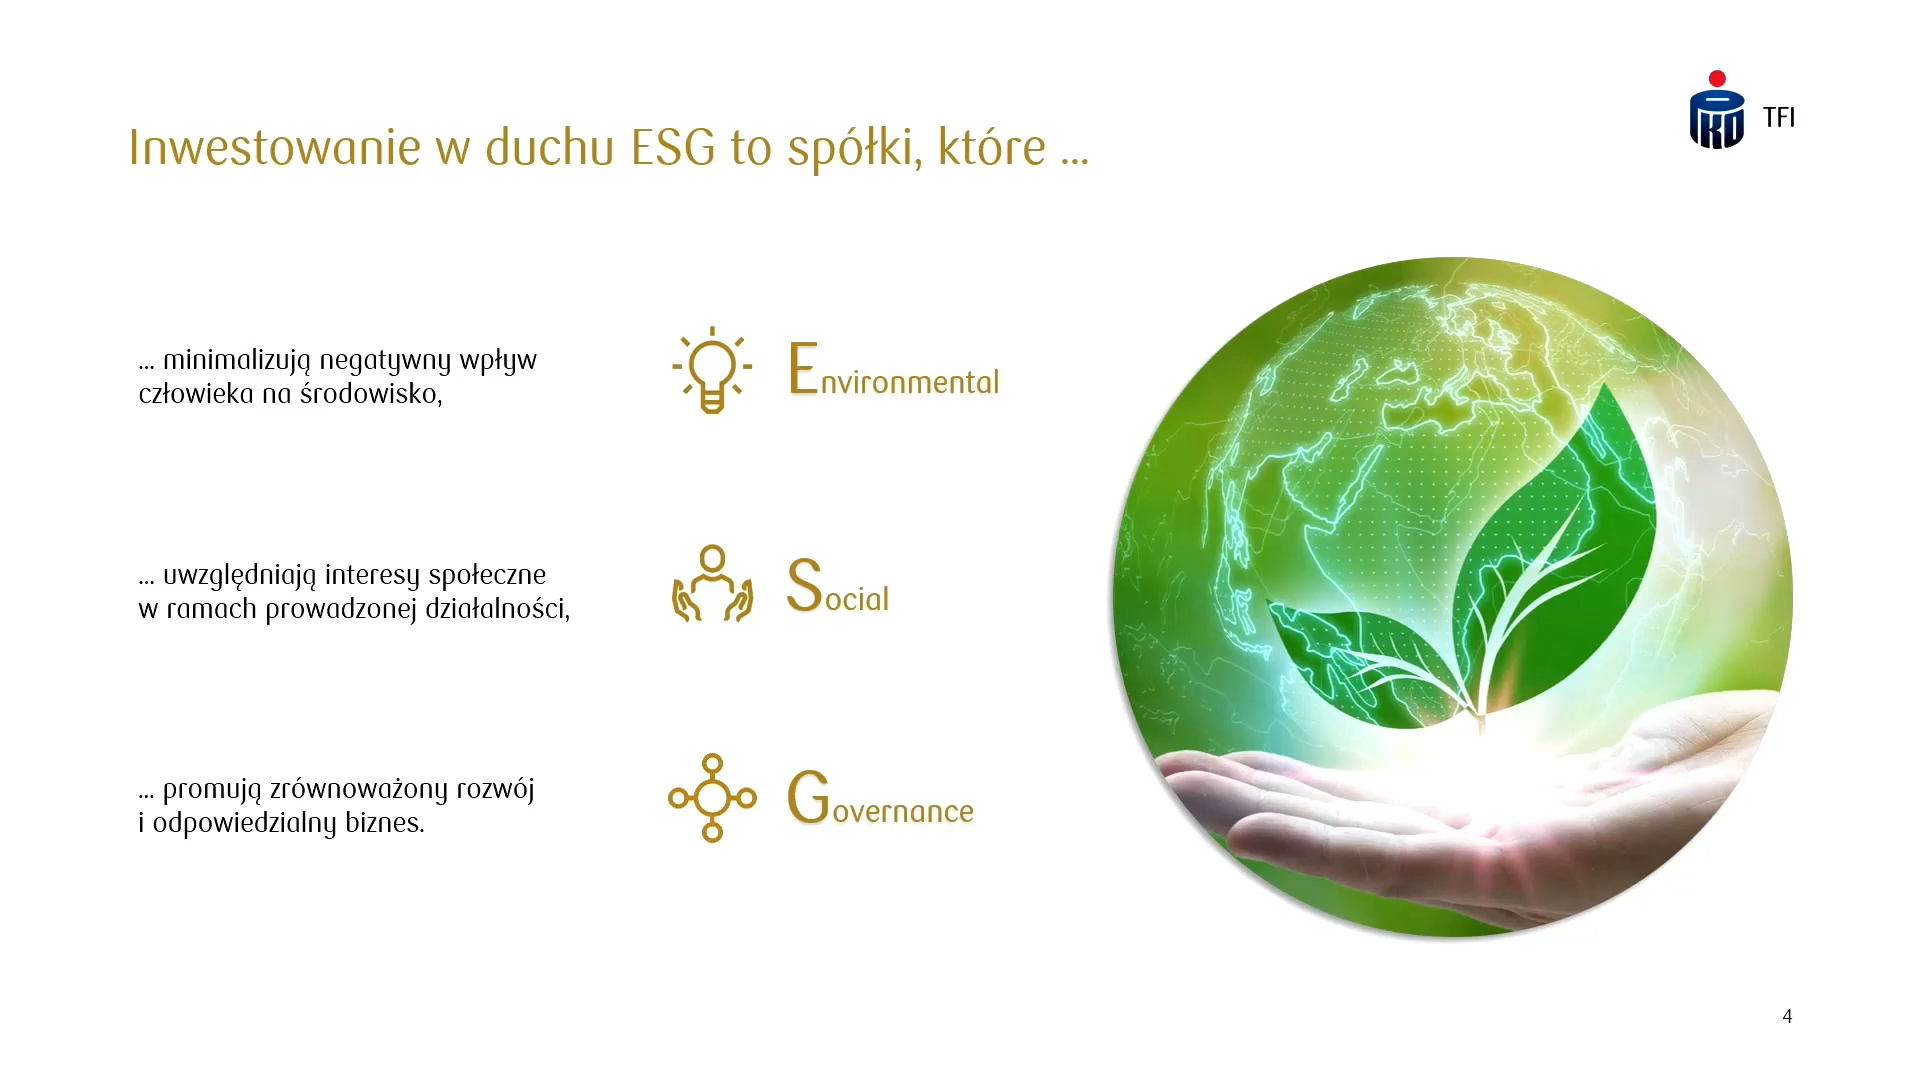 PKO TFI
Inwestowanie w duchu ESG to spółki, które ...
... minimalizują negatywny wpływ
człowieka na środowisko,
Environmental
... uwzględniają interesy społeczne
w ramach prowadzonej działalności,
Social
... promują zrównoważony rozwój
i odpowiedzialny biznes.
Governance
4